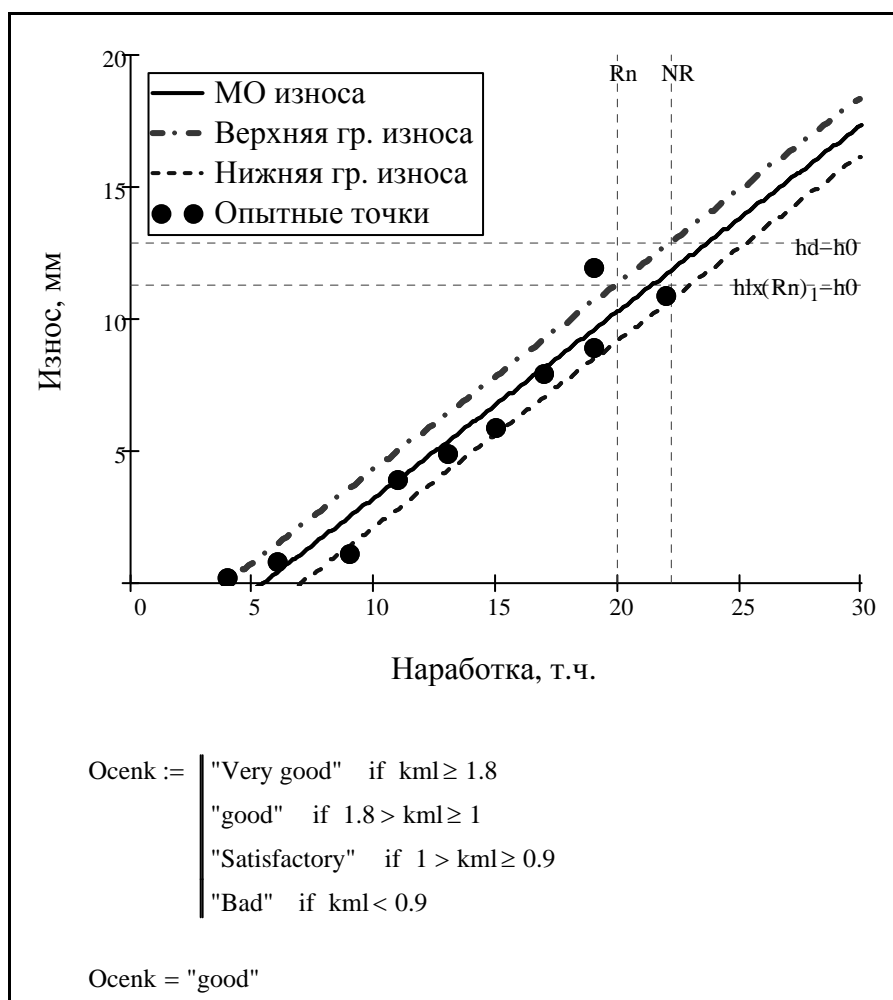 20
Rn NR
МО износа
Верхняя гр. износа
Нижняя гр. износа
Опытные точки
15
hd−h0
hlx(Rn)₁−h0
10
Износ, мм
5
0 5 10 15 20 25 30
Наработка, т.ч.
Ocenk := "Very good" if kml ≥ 1.8
"good" if 1.8 > kml ≥ 1
"Satisfactory" if 1 > kml ≥ 0.9
"Bad" if kml < 0.9
Ocenk = "good"